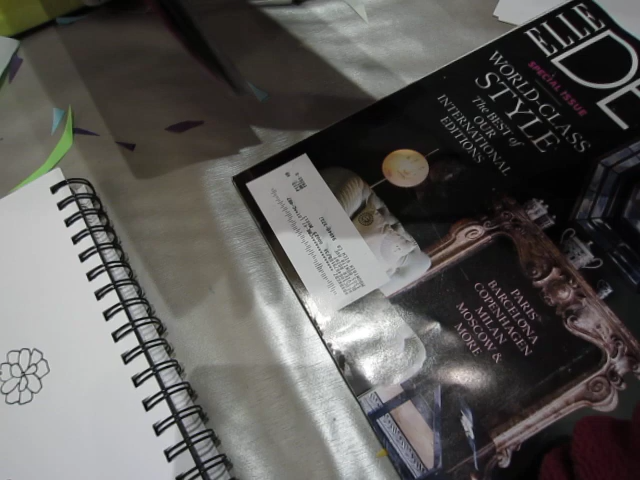 ELLE DE
SPECIAL ISSUE
WORLD-CLASS
STYLE
The BEST of
OUR
INTERNATIONAL
EDITIONS
PARIS
BARCELONA
COPENHAGEN
MILAN
MOSCOW &
MORE